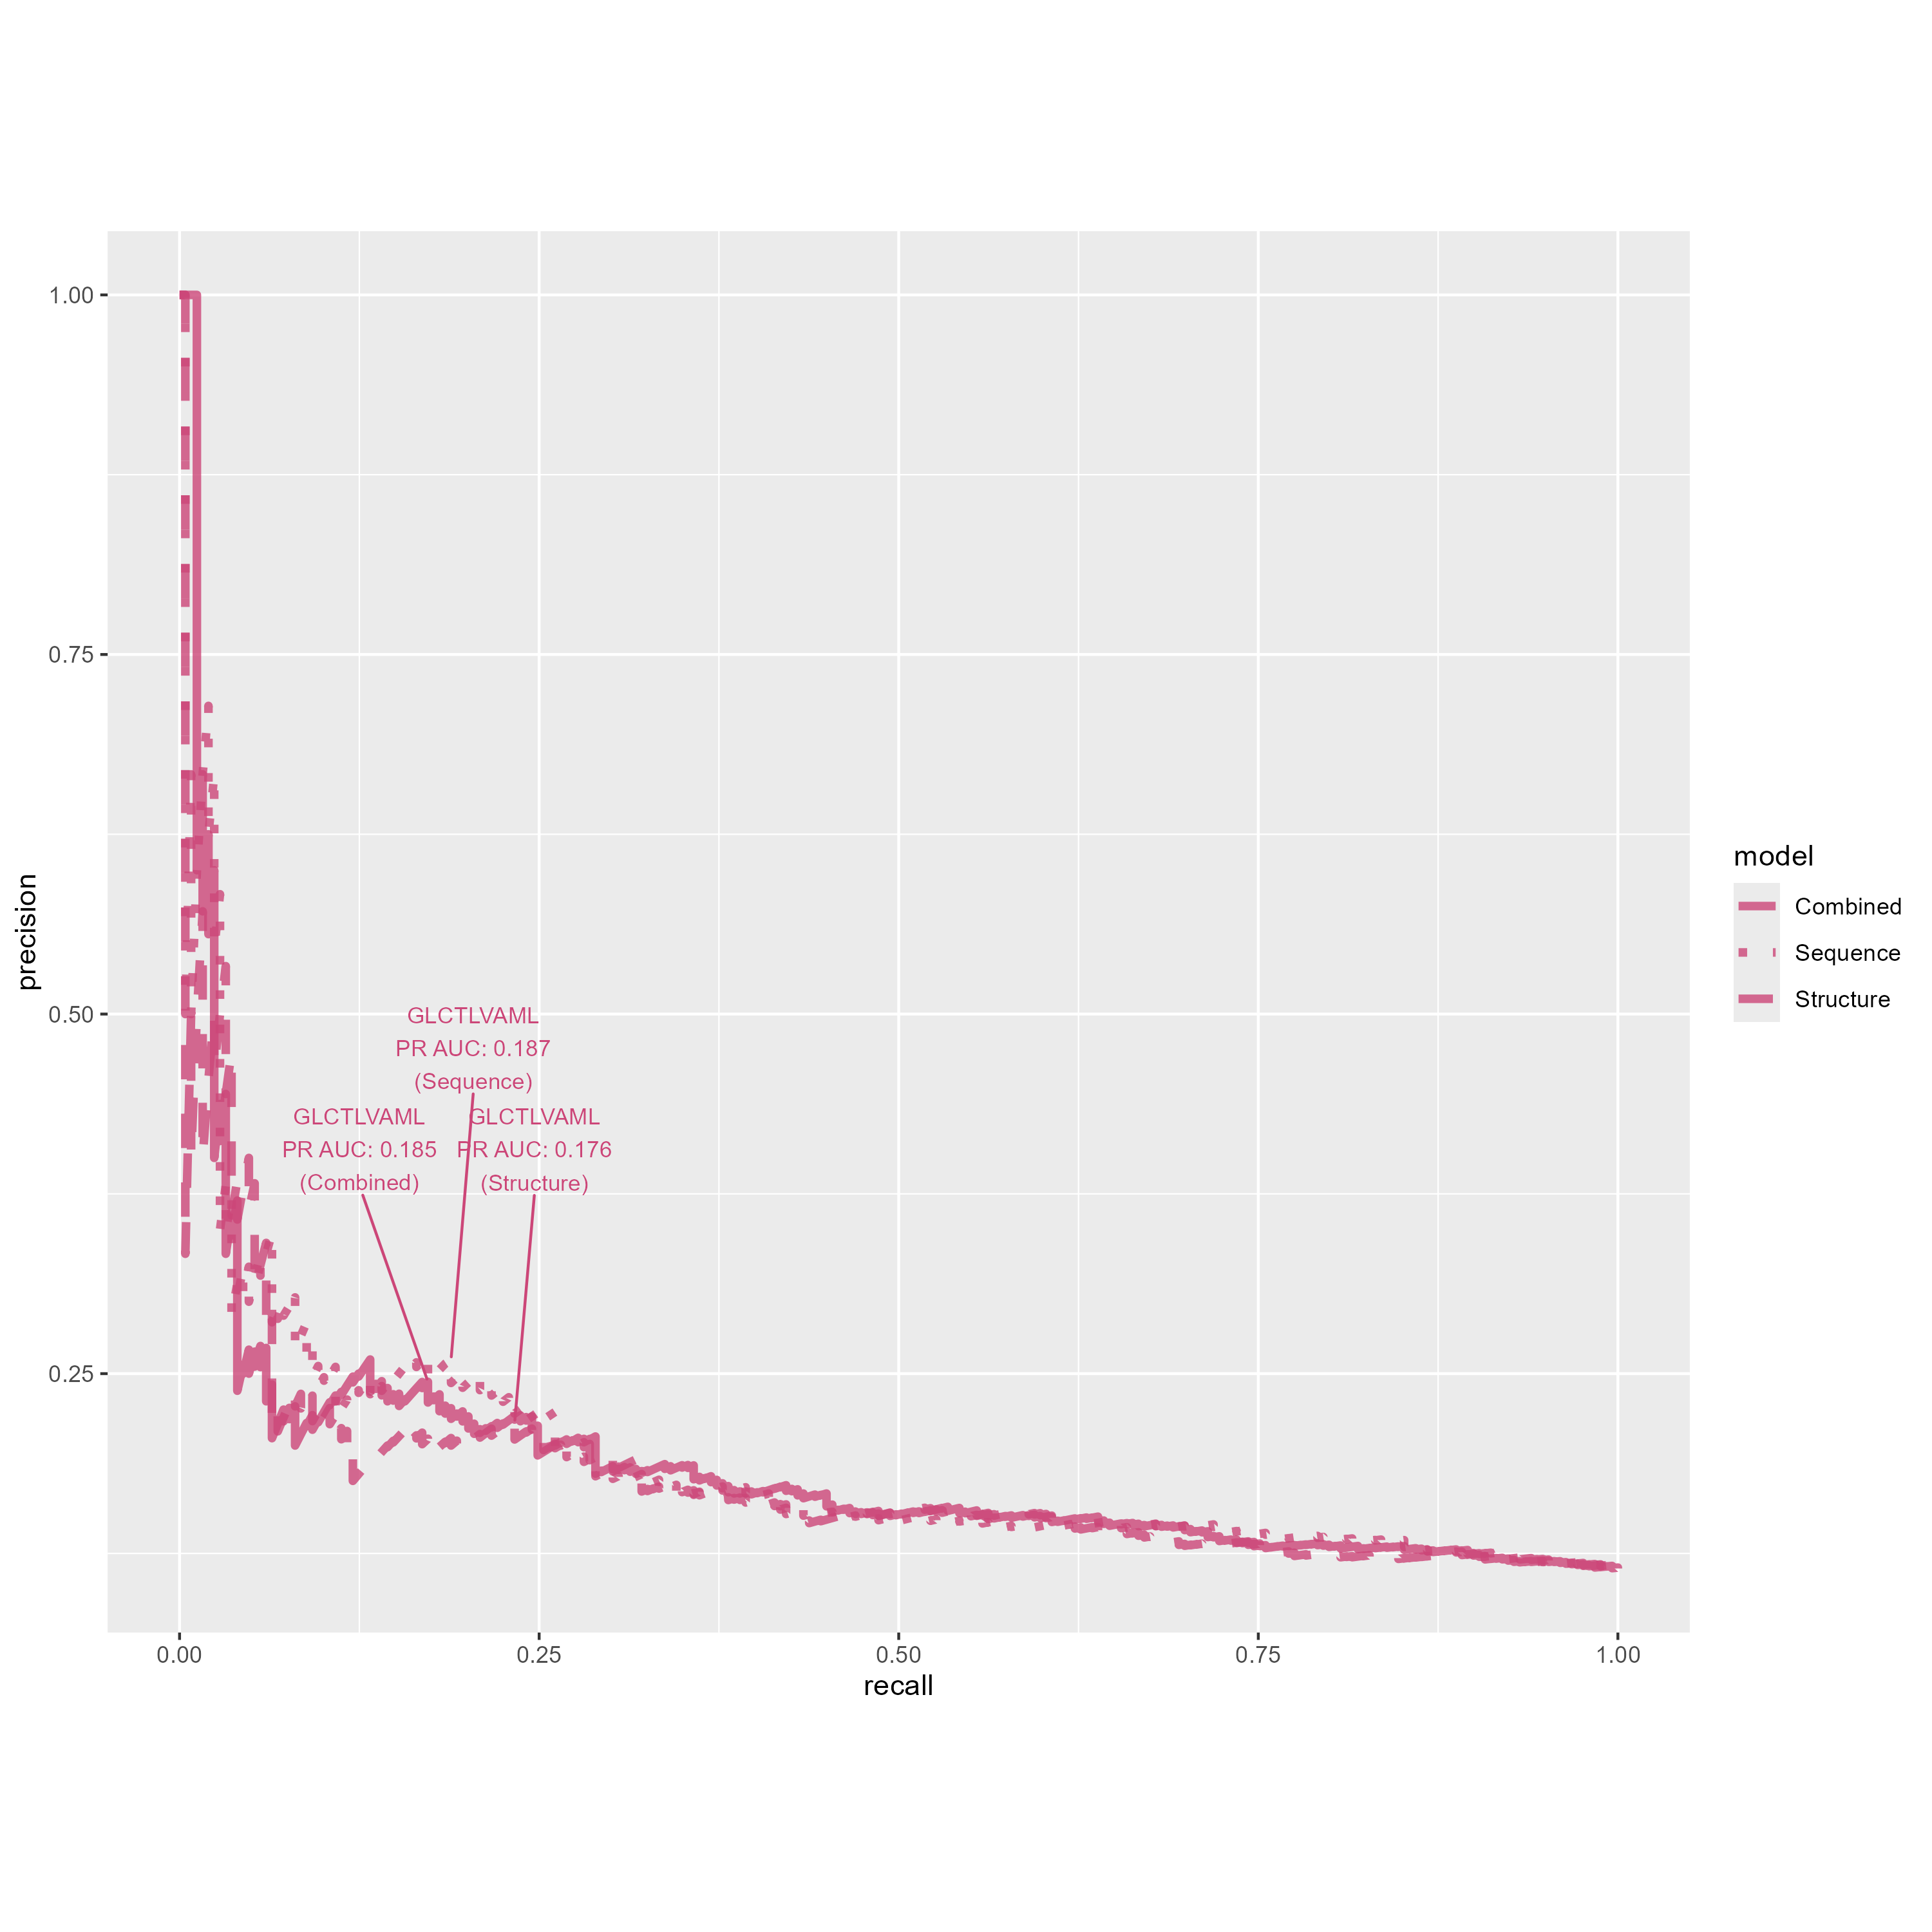 1.00
0.75
0.50
0.25
precision
GLCTLVAML
PR AUC: 0.187
(Sequence)
GLCTLVAML
PR AUC: 0.185
(Combined)
GLCTLVAML
PR AUC: 0.176
(Structure)
0.00
0.25
0.50
0.75
1.00
recall
model
Combined
Sequence
Structure